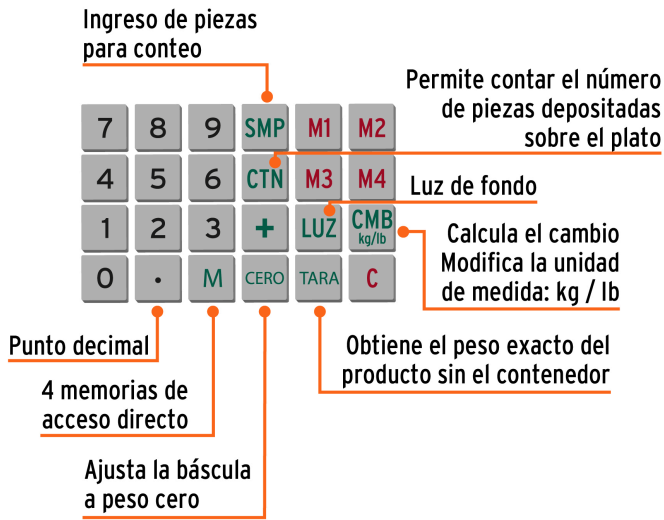 Ingreso de piezas
para conteo
Permite contar el número
de piezas depositadas
sobre el plato
7 8 9 SMP M1 M2
4 5 6 CTN M3 M4
Luz de fondo
1 2 3 + LUZ CMB
kg/lb
Calcula el cambio
Modifica la unidad
de medida: kg / lb
0 . M CERO TARA C
Punto decimal
Obtiene el peso exacto del
producto sin el contenedor
4 memorias de
acceso directo
Ajusta la báscula
a peso cero